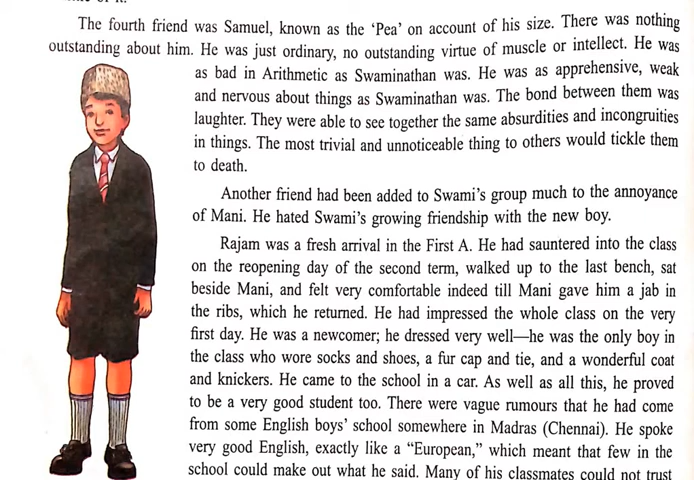 The fourth friend was Samuel, known as the ‘Pea’ on account of his size. There was nothing
outstanding about him. He was just ordinary, no outstanding virtue of muscle or intellect. He was
as bad in Arithmetic as Swaminathan was. He was as apprehensive, weak
and nervous about things as Swaminathan was. The bond between them was
laughter. They were able to see together the same absurdities and incongruities
in things. The most trivial and unnoticeable thing to others would tickle them
to death.
Another friend had been added to Swami’s group much to the annoyance
of Mani. He hated Swami’s growing friendship with the new boy.
Rajam was a fresh arrival in the First A. He had sauntered into the class
on the reopening day of the second term, walked up to the last bench, sat
beside Mani, and felt very comfortable indeed till Mani gave him a jab in
the ribs, which he returned. He had impressed the whole class on the very
first day. He was a newcomer; he dressed very well—he was the only boy in
the class who wore socks and shoes, a fur cap and tie, and a wonderful coat
and knickers. He came to the school in a car. As well as all this, he proved
to be a very good student too. There were vague rumours that he had come
from some English boys’ school somewhere in Madras (Chennai). He spoke
very good English, exactly like a “European,” which meant that few in the
school could make out what he said. Many of his classmates could not trust